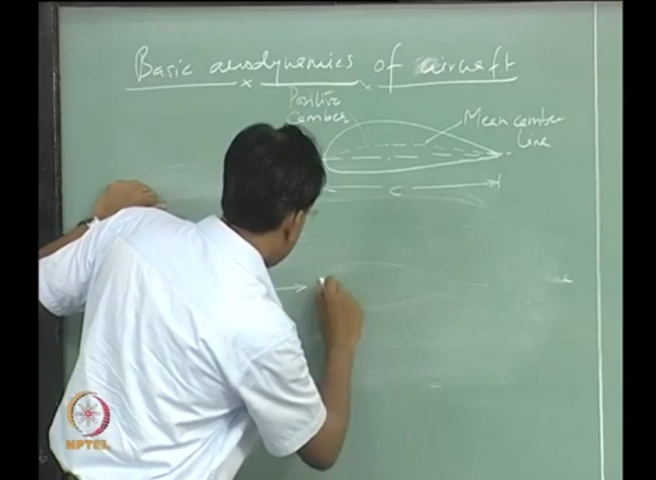 Basic aerodynamics of aircraft
Positive
camber
Mean camber
line
c
NPTEL